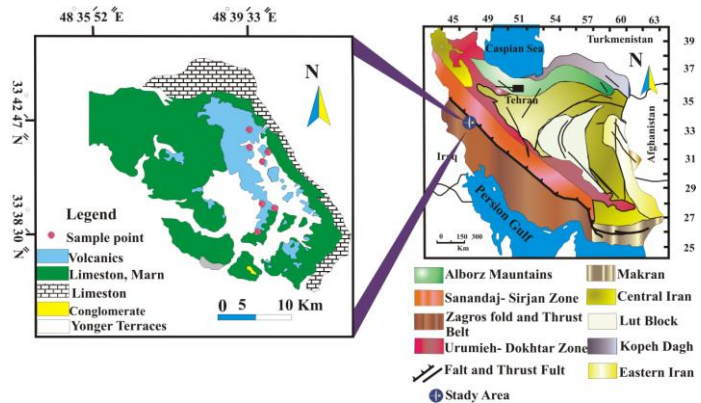 48 35 52 E
48 39 33 E
33 42 47 N
33 38 30 N
N
Legend
Sample point
Volcanics
Limeston, Marn
Limeston
Conglomerate
Yonger Terraces
0 5 10 Km
45 48 51 54 57 60 63
39
37
35
33
31
29
27
25
Caspian Sea
Turkmenistan
N
Tehran
Afghanistan
Iraq
Persion Gulf
0 150 300
Km
Alborz Mauntains
Sanandaj- Sirjan Zone
Zagros fold and Thrust
Belt
Urumieh- Dokhtar Zone
Falt and Thrust Fult
Stady Area
Makran
Central Iran
Lut Block
Kopeh Dagh
Eastern Iran